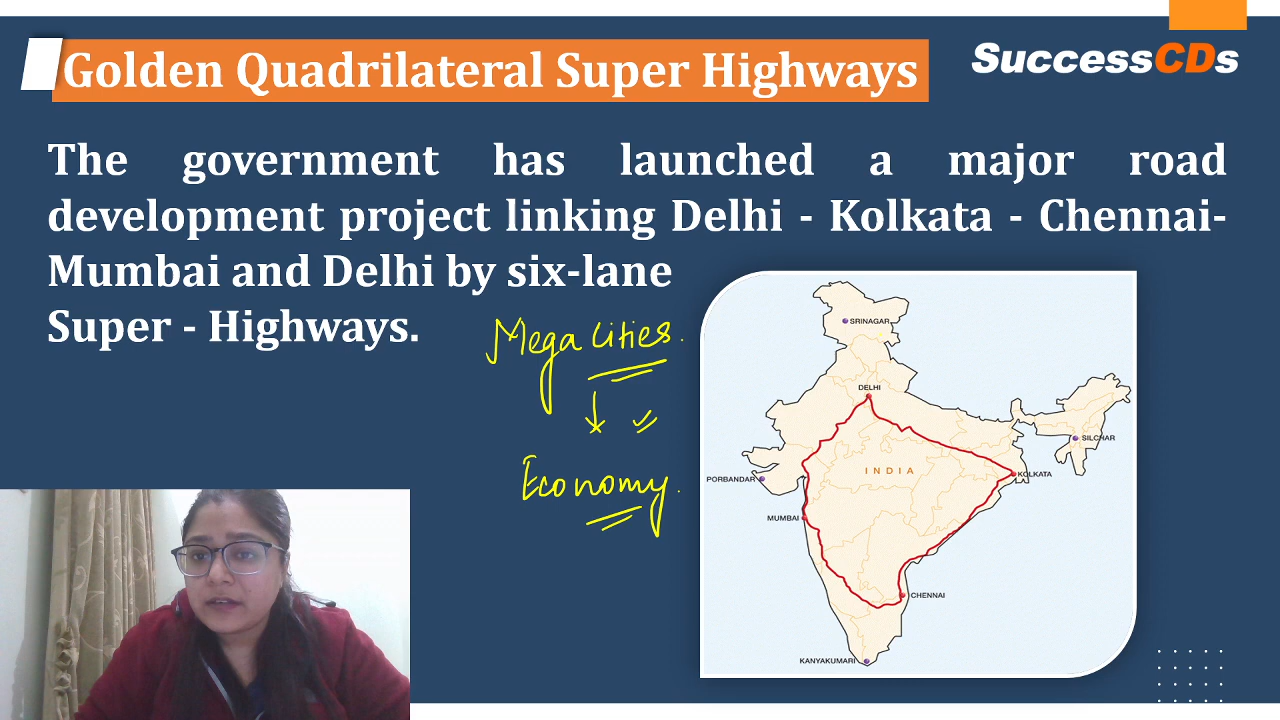 Golden Quadrilateral Super Highways
SuccessCDs
The government has launched a major road
development project linking Delhi - Kolkata - Chennai-
Mumbai and Delhi by six-lane
Super - Highways.
Mega Cities.
Economy.
SRINAGAR
DELHI
SILCHAR
INDIA
KOLKATA
PORBANDAR
MUMBAI
CHENNAI
KANYAKUMARI